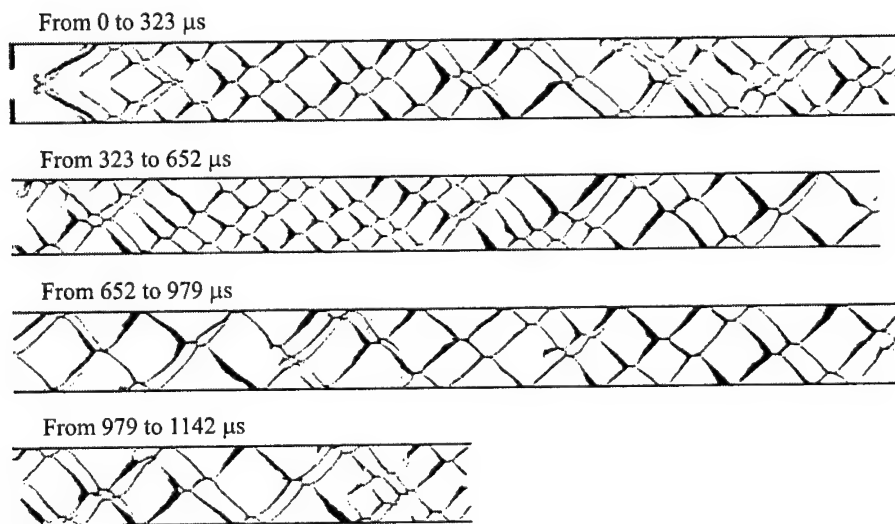 From 0 to 323 μs
From 323 to 652 μs
From 652 to 979 μs
From 979 to 1142 μs